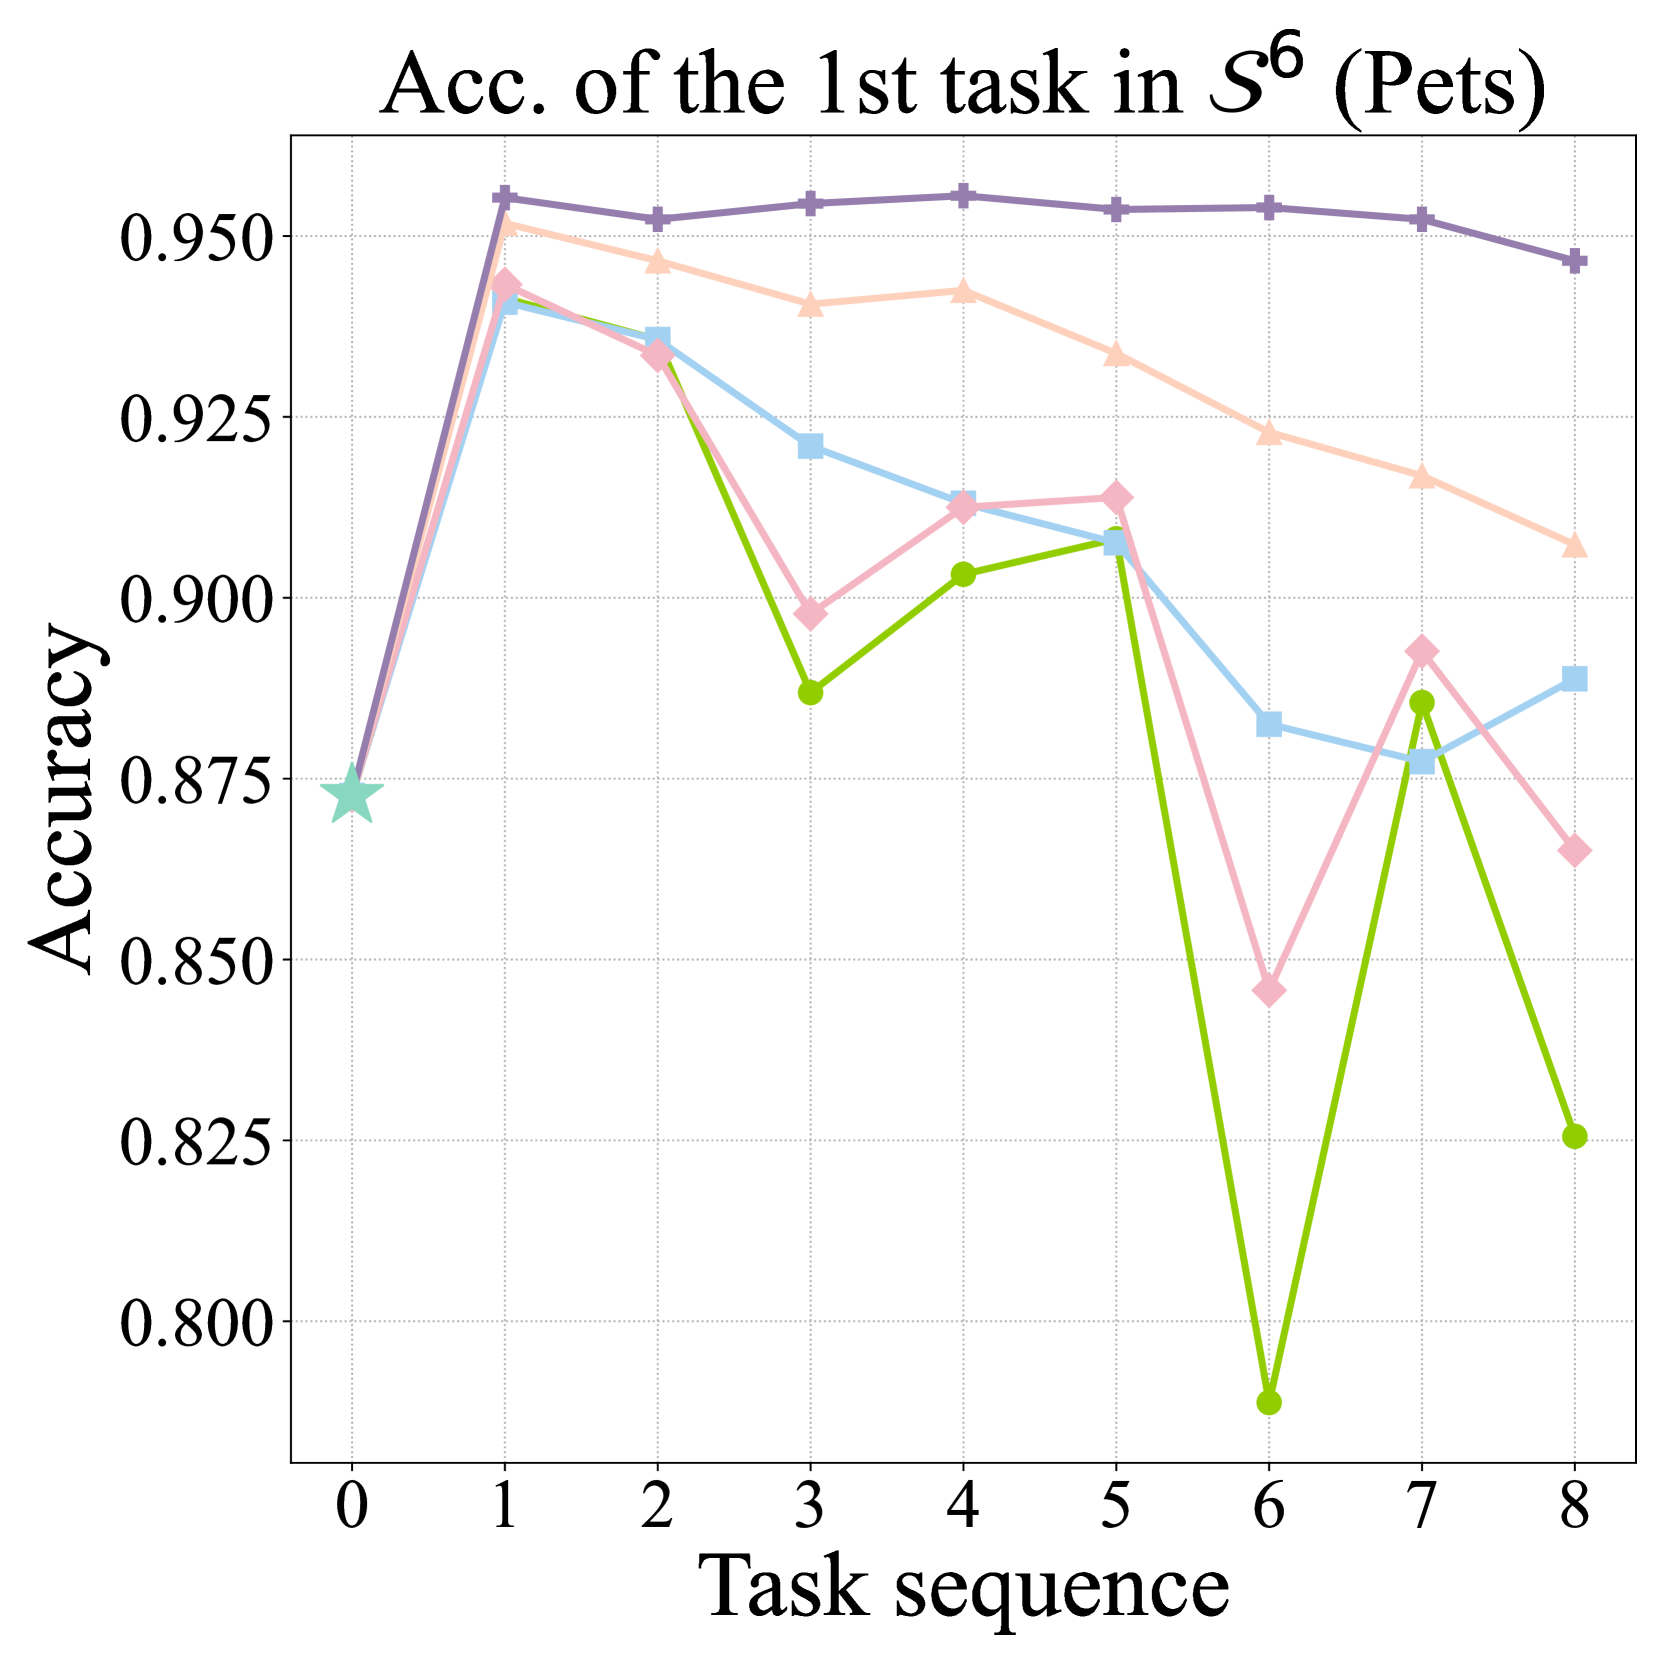 Acc. of the 1st task in 𝒮⁶ (Pets)
Accuracy
0.950
0.925
0.900
0.875
0.850
0.825
0.800
0 1 2 3 4 5 6 7 8
Task sequence